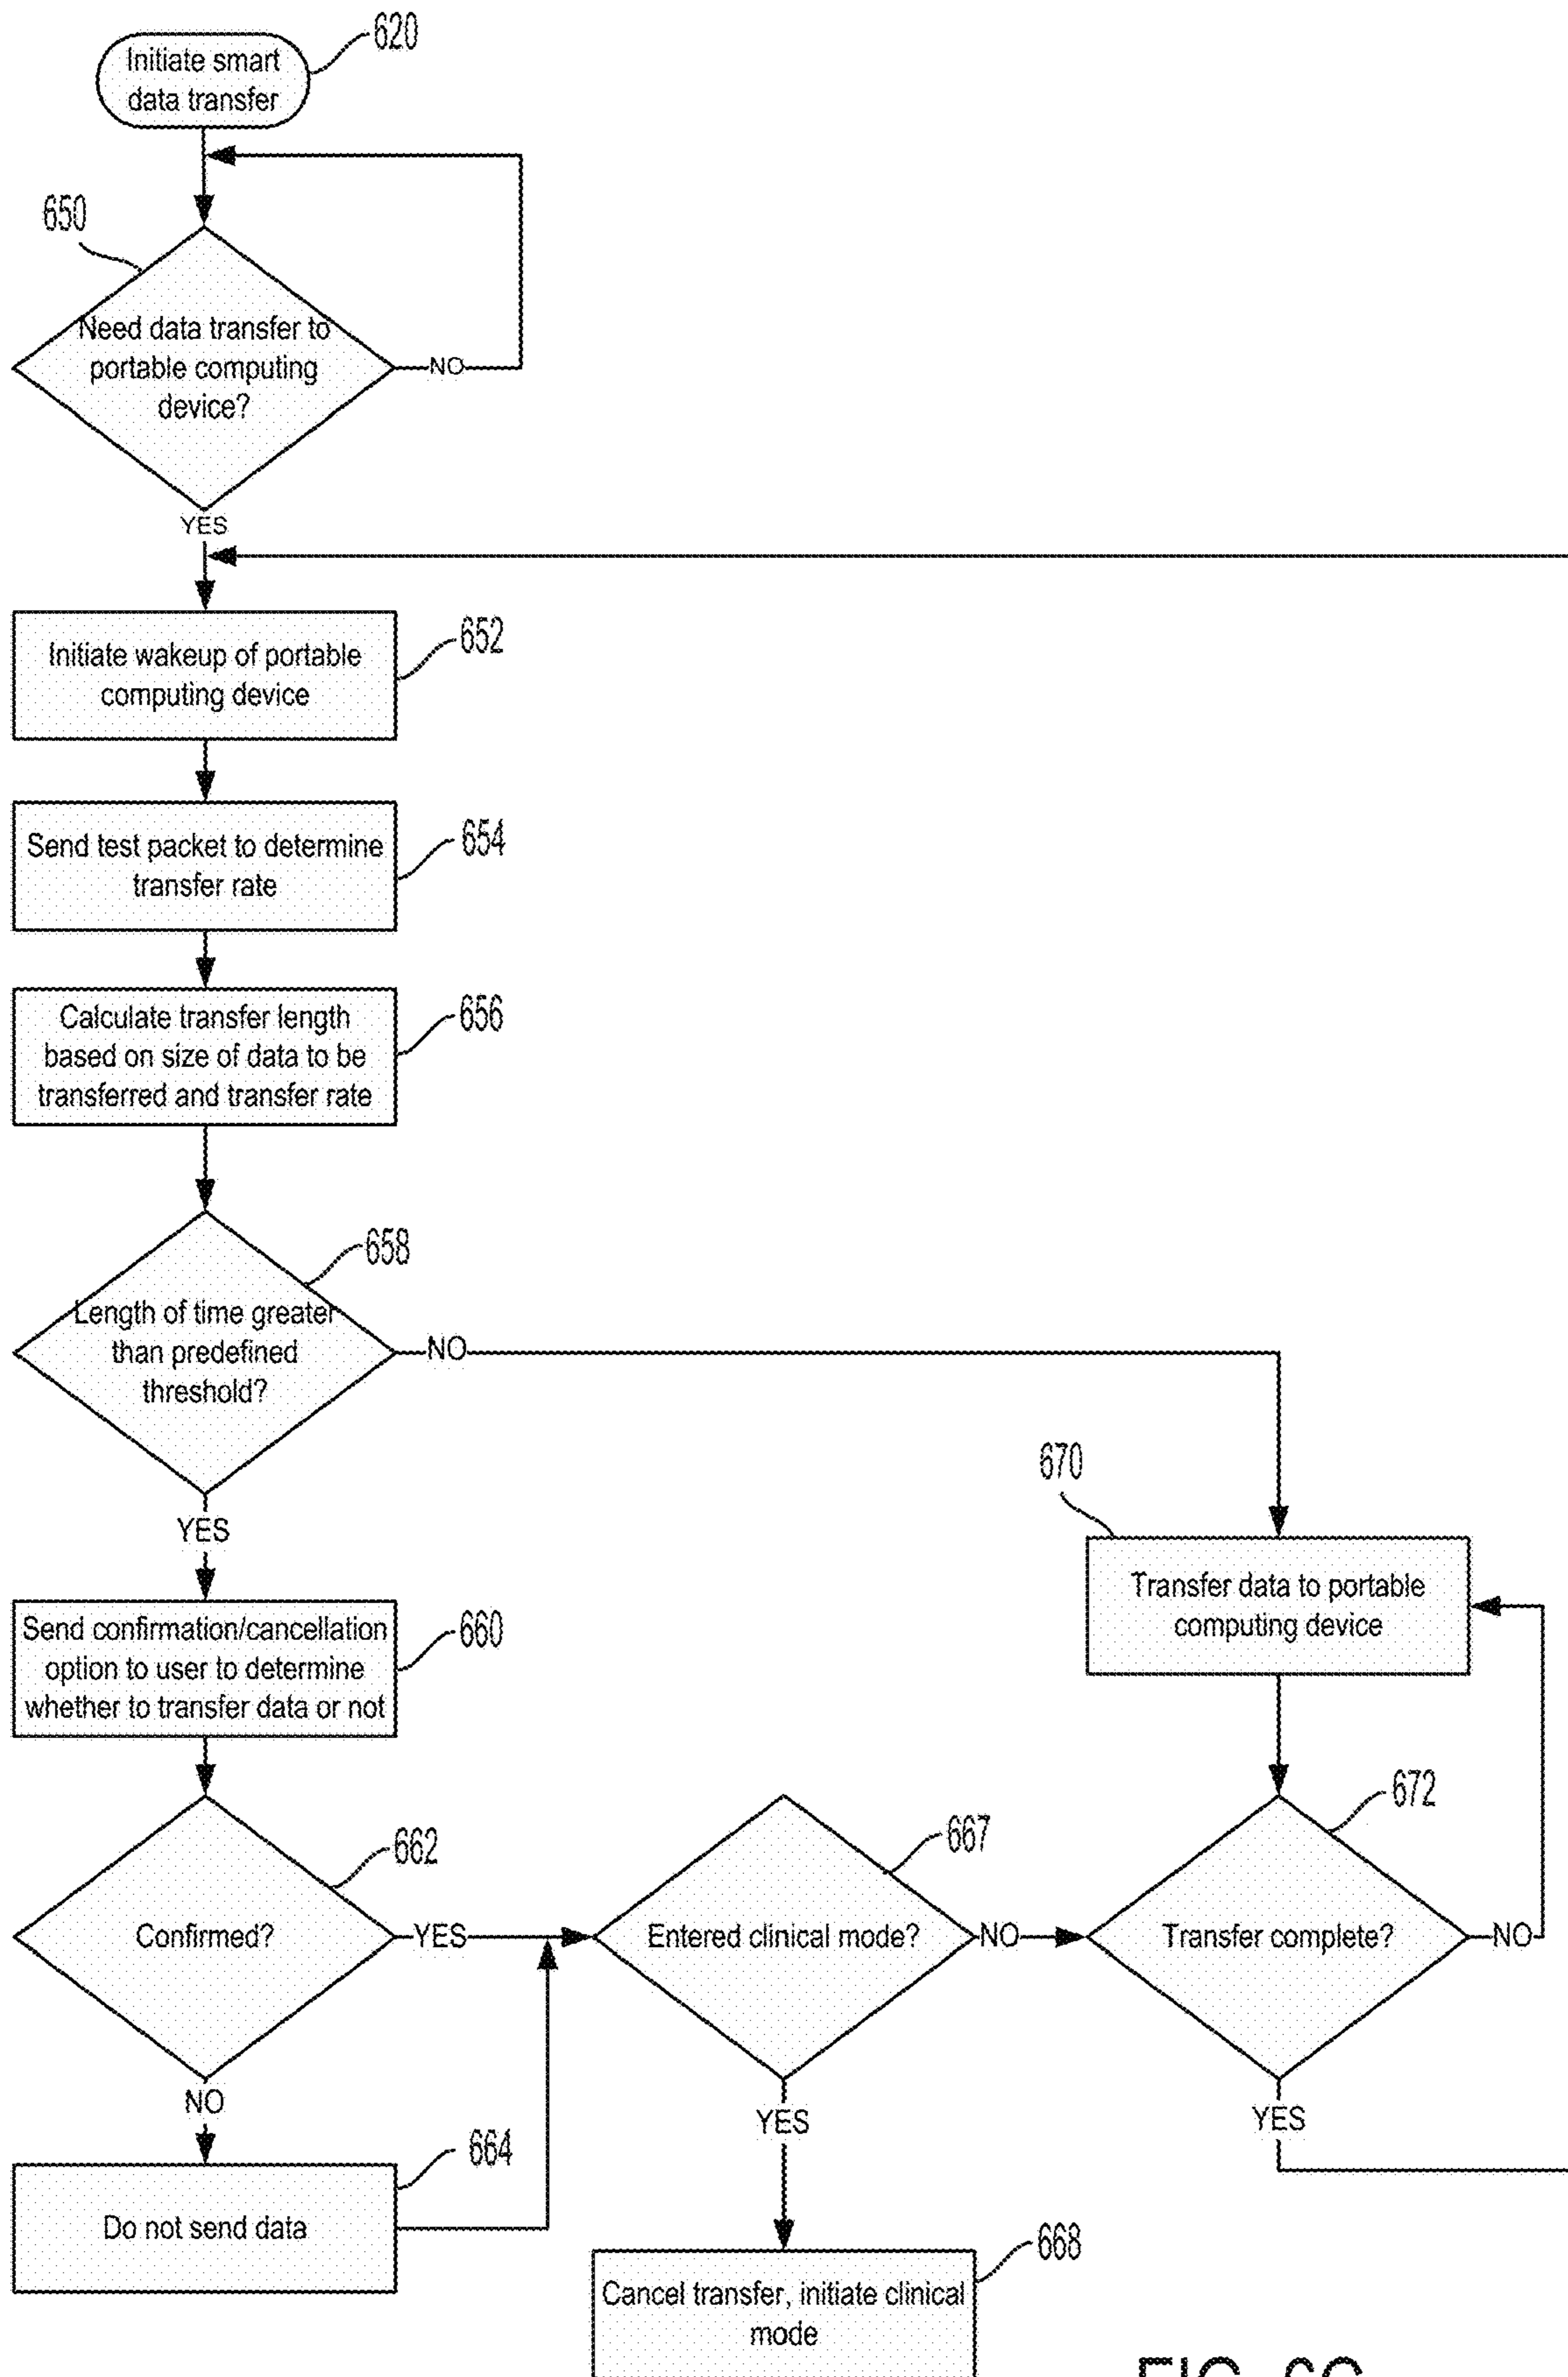 Initiate smart
data transfer
620
650
Need data transfer to
portable computing
device?
NO
YES
Initiate wakeup of portable
computing device
652
Send test packet to determine
transfer rate
654
Calculate transfer length
based on size of data to be
transferred and transfer rate
656
658
Length of time greater
than predefined
threshold?
NO
YES
670
Transfer data to portable
computing device
Send confirmation/cancellation
option to user to determine
whether to transfer data or not
660
662
Confirmed?
YES
NO
667
Entered clinical mode?
NO
YES
672
Transfer complete?
NO
YES
664
Do not send data
668
Cancel transfer, initiate clinical
mode